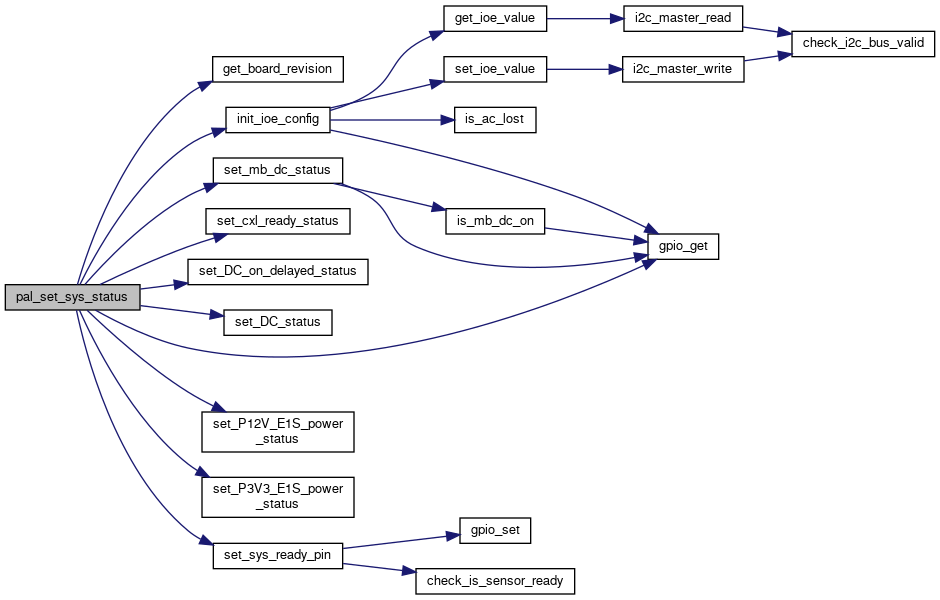 pal_set_sys_status
get_board_revision
init_ioe_config
set_mb_dc_status
set_cxl_ready_status
set_DC_on_delayed_status
set_DC_status
set_P12V_E1S_power
_status
set_P3V3_E1S_power
_status
set_sys_ready_pin
get_ioe_value
set_ioe_value
is_ac_lost
is_mb_dc_on
gpio_set
check_is_sensor_ready
i2c_master_read
i2c_master_write
gpio_get
check_i2c_bus_valid